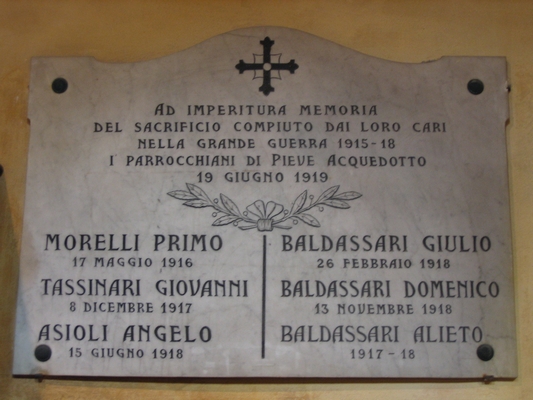 AD IMPERITURA MEMORIA
DEL SACRIFICIO COMPIUTO DAI LORO CARI
NELLA GRANDE GUERRA 1915-18
I PARROCCHIANI DI PIEVE ACQUEDOTTO
19 GIUGNO 1919
MORELLI PRIMO
17 MAGGIO 1916
TASSINARI GIOVANNI
8 DICEMBRE 1917
ASIOLI ANGELO
15 GIUGNO 1918
BALDASSARI GIULIO
26 FEBBRAIO 1918
BALDASSARI DOMENICO
13 NOVEMBRE 1918
BALDASSARI ALIETO
1917-18